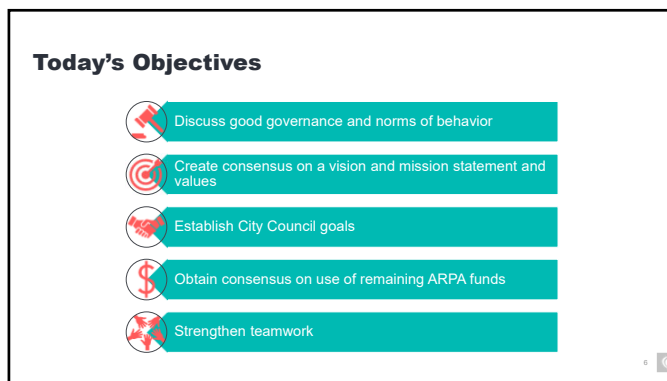 Today’s Objectives
Discuss good governance and norms of behavior
Create consensus on a vision and mission statement and
values
Establish City Council goals
Obtain consensus on use of remaining ARPA funds
Strengthen teamwork
6